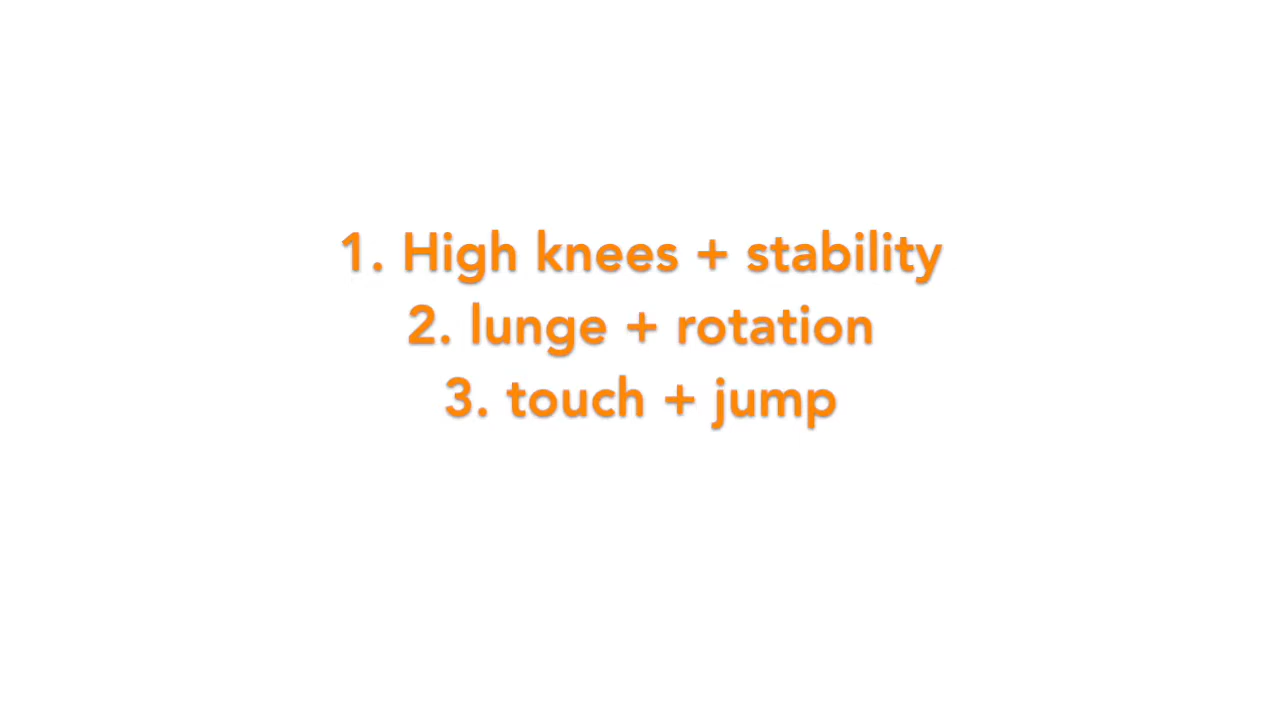 1. High knees + stability
2. lunge + rotation
3. touch + jump